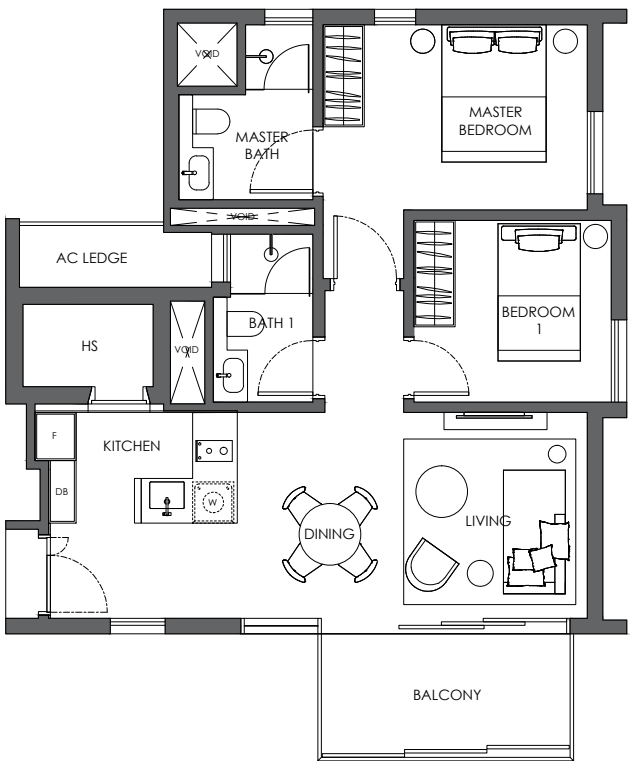 VOID
MASTER
BATH
MASTER
BEDROOM
VOID
AC LEDGE
BATH 1
BEDROOM
1
HS
VOID
F
KITCHEN
DB
W
DINING
LIVING
BALCONY